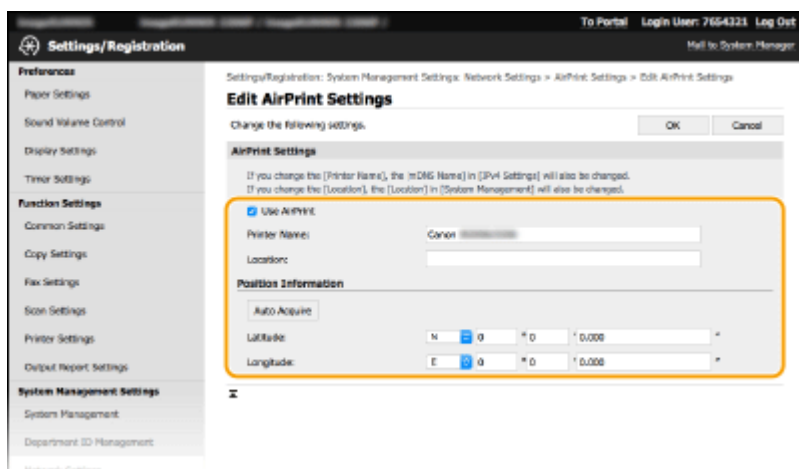 To Portal Login User: 7654321 Log Out
Settings/Registration
Mail to System Manager
Preferences
Paper Settings
Sound Volume Control
Display Settings
Timer Settings
Function Settings
Common Settings
Copy Settings
Fax Settings
Scan Settings
Printer Settings
Output Report Settings
System Management Settings
System Management
Department ID Management
Settings/Registration: System Management Settings: Network Settings > AirPrint Settings > Edit AirPrint Settings
Edit AirPrint Settings
Change the following settings.
OK
Cancel
AirPrint Settings
If you change the [Printer Name], the [mDNS Name] in [IPv4 Settings] will also be changed.
If you change the [Location], the [Location] in [System Management] will also be changed.
Use AirPrint
Printer Name: Canon
Location:
Position Information
Auto Acquire
Latitude: N 0 ° 0 ' 0.000 "
Longitude: E 0 ° 0 ' 0.000 "